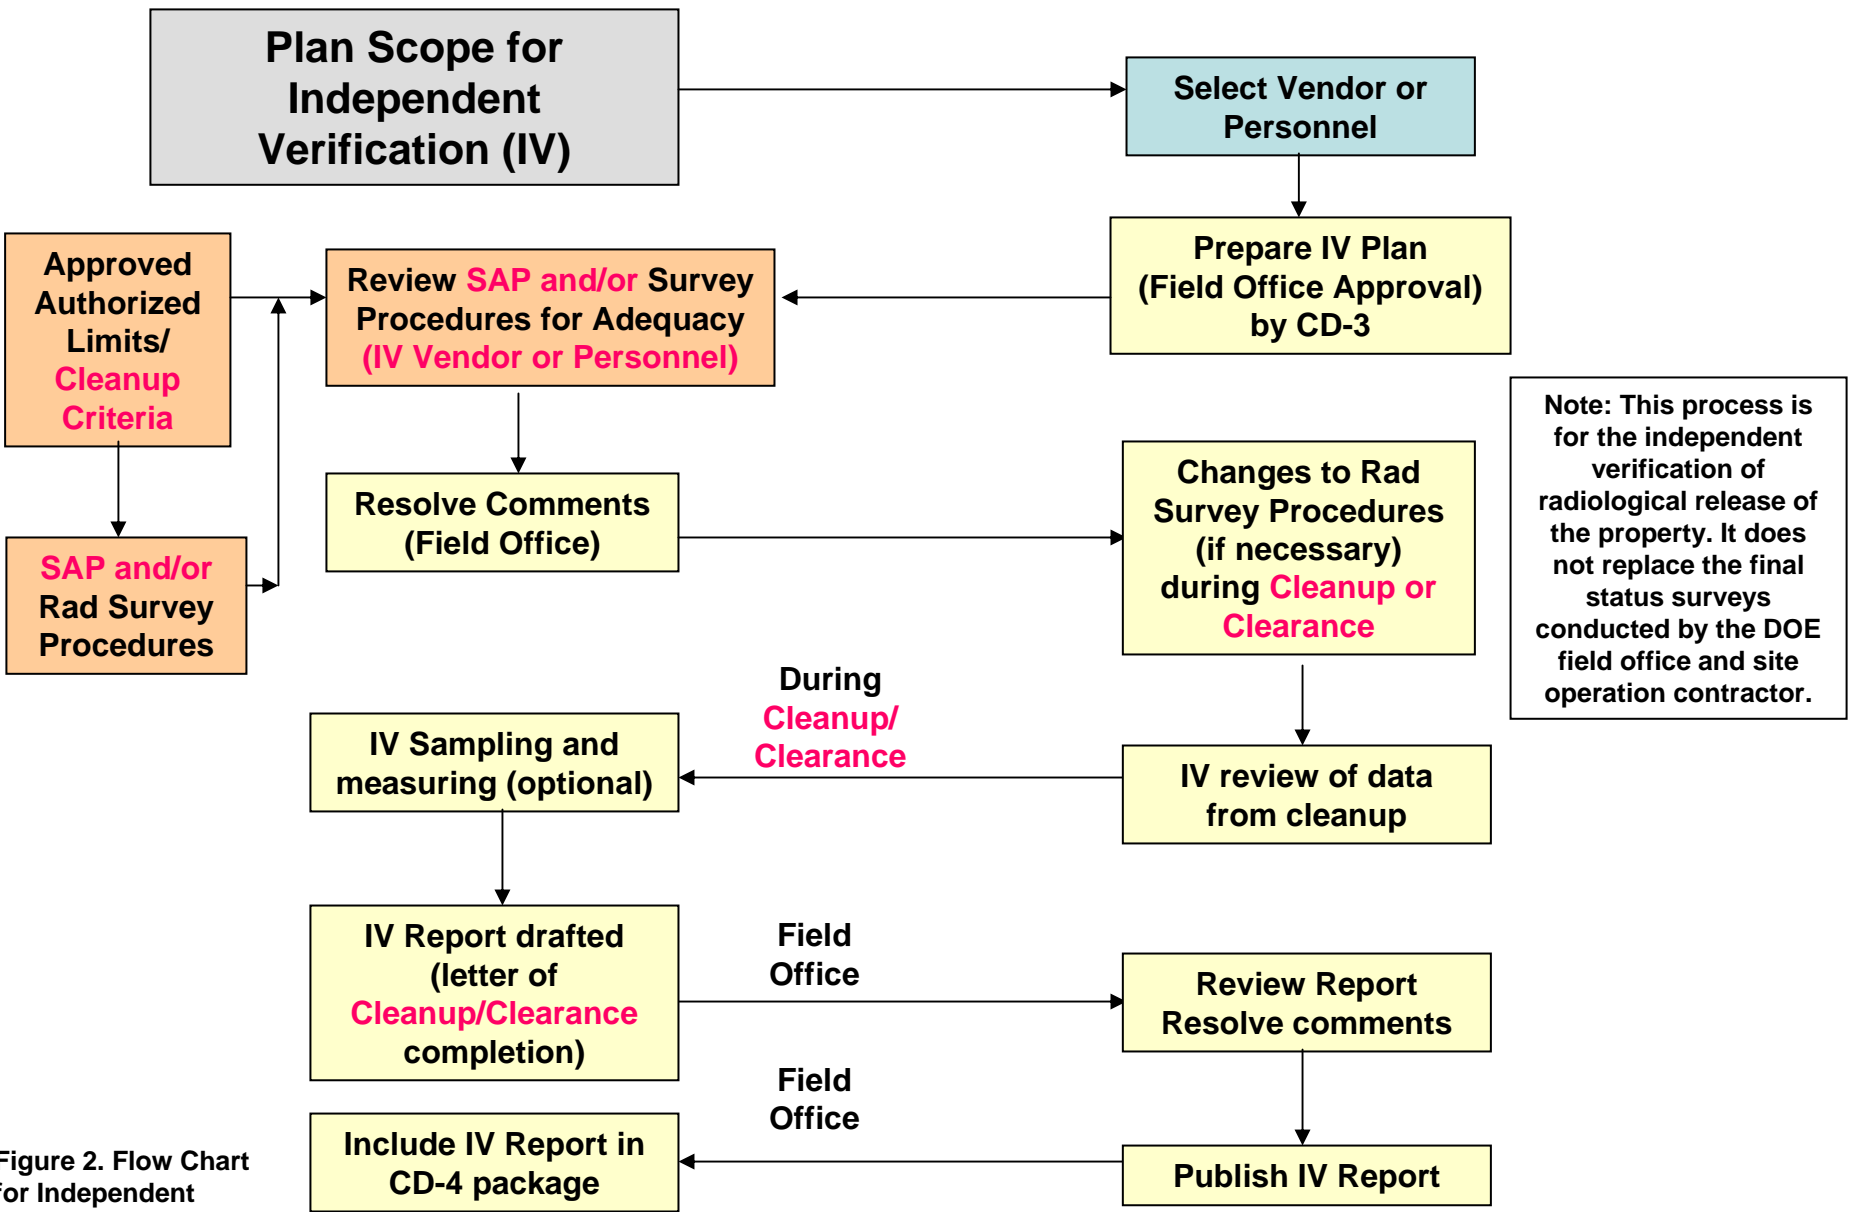 Plan Scope for
Independent
Verification (IV)
Select Vendor or
Personnel
Prepare IV Plan
(Field Office Approval)
by CD-3
Approved
Authorized
Limits/
Cleanup
Criteria
Review SAP and/or Survey
Procedures for Adequacy
(IV Vendor or Personnel)
SAP and/or
Rad Survey
Procedures
Resolve Comments
(Field Office)
Changes to Rad
Survey Procedures
(if necessary)
during Cleanup or
Clearance
Note: This process is
for the independent
verification of
radiological release of
the property. It does
not replace the final
status surveys
conducted by the DOE
field office and site
operation contractor.
During
Cleanup/
Clearance
IV Sampling and
measuring (optional)
IV review of data
from cleanup
IV Report drafted
(letter of
Cleanup/Clearance
completion)
Field
Office
Review Report
Resolve comments
Field
Office
Include IV Report in
CD-4 package
Publish IV Report
Figure 2. Flow Chart
for Independent